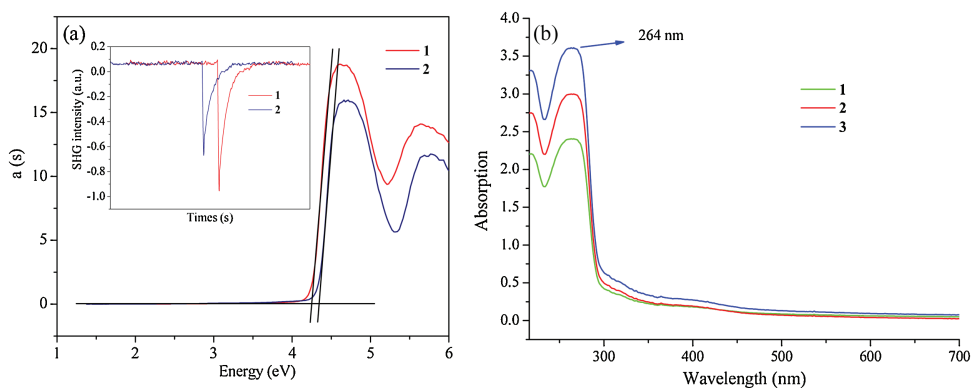 (a)
1
2
a (s)
20
15
10
5
0
1 2 3 4 5 6
Energy (eV)
SHG intensity (a.u.)
0.2
0.0
-0.2
-0.4
-0.6
-0.8
-1.0
1
2
Times (s)
(b)
264 nm
1
2
3
Absorption
4.0
3.5
3.0
2.5
2.0
1.5
1.0
0.5
0.0
300 400 500 600 700
Wavelength (nm)